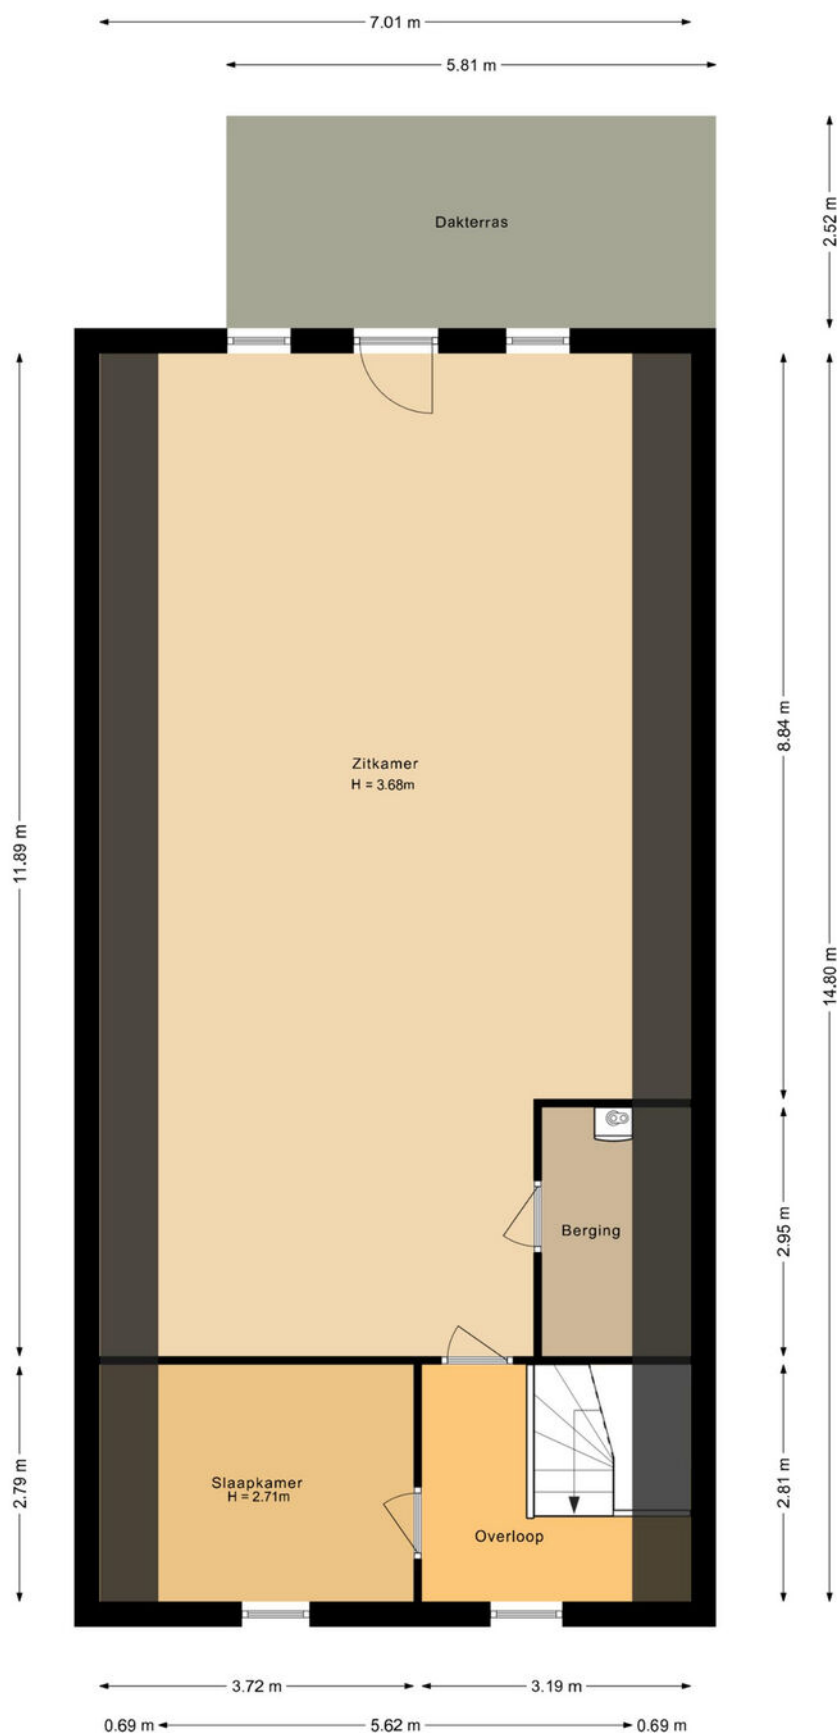 7.01 m
5.81 m
Dakterras
2.52 m
Zitkamer
H = 3.68m
11.89 m
8.84 m
14.80 m
Berging
2.95 m
Slaapkamer
H = 2.71m
2.79 m
Overloop
2.81 m
3.72 m
3.19 m
0.69 m
5.62 m
0.69 m